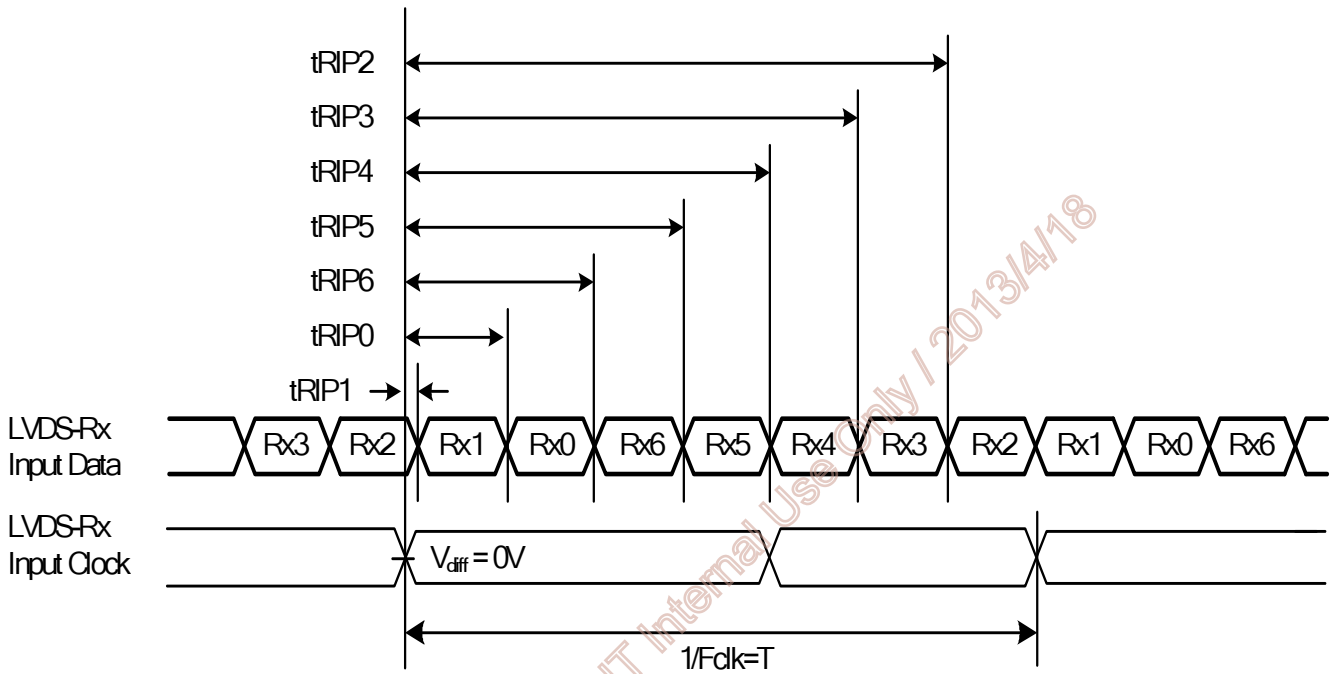 tRIP2
tRIP3
tRIP4
tRIP5
tRIP6
tRIP0
tRIP1
LVDS-Rx
Input Data
Rx3 Rx2 Rx1 Rx0 Rx6 Rx5 Rx4 Rx3 Rx2 Rx1 Rx0 Rx6
LVDS-Rx
Input Clock
Vdiff = 0V
1/Fclk=T
Internal Use Only / 2013/4/18